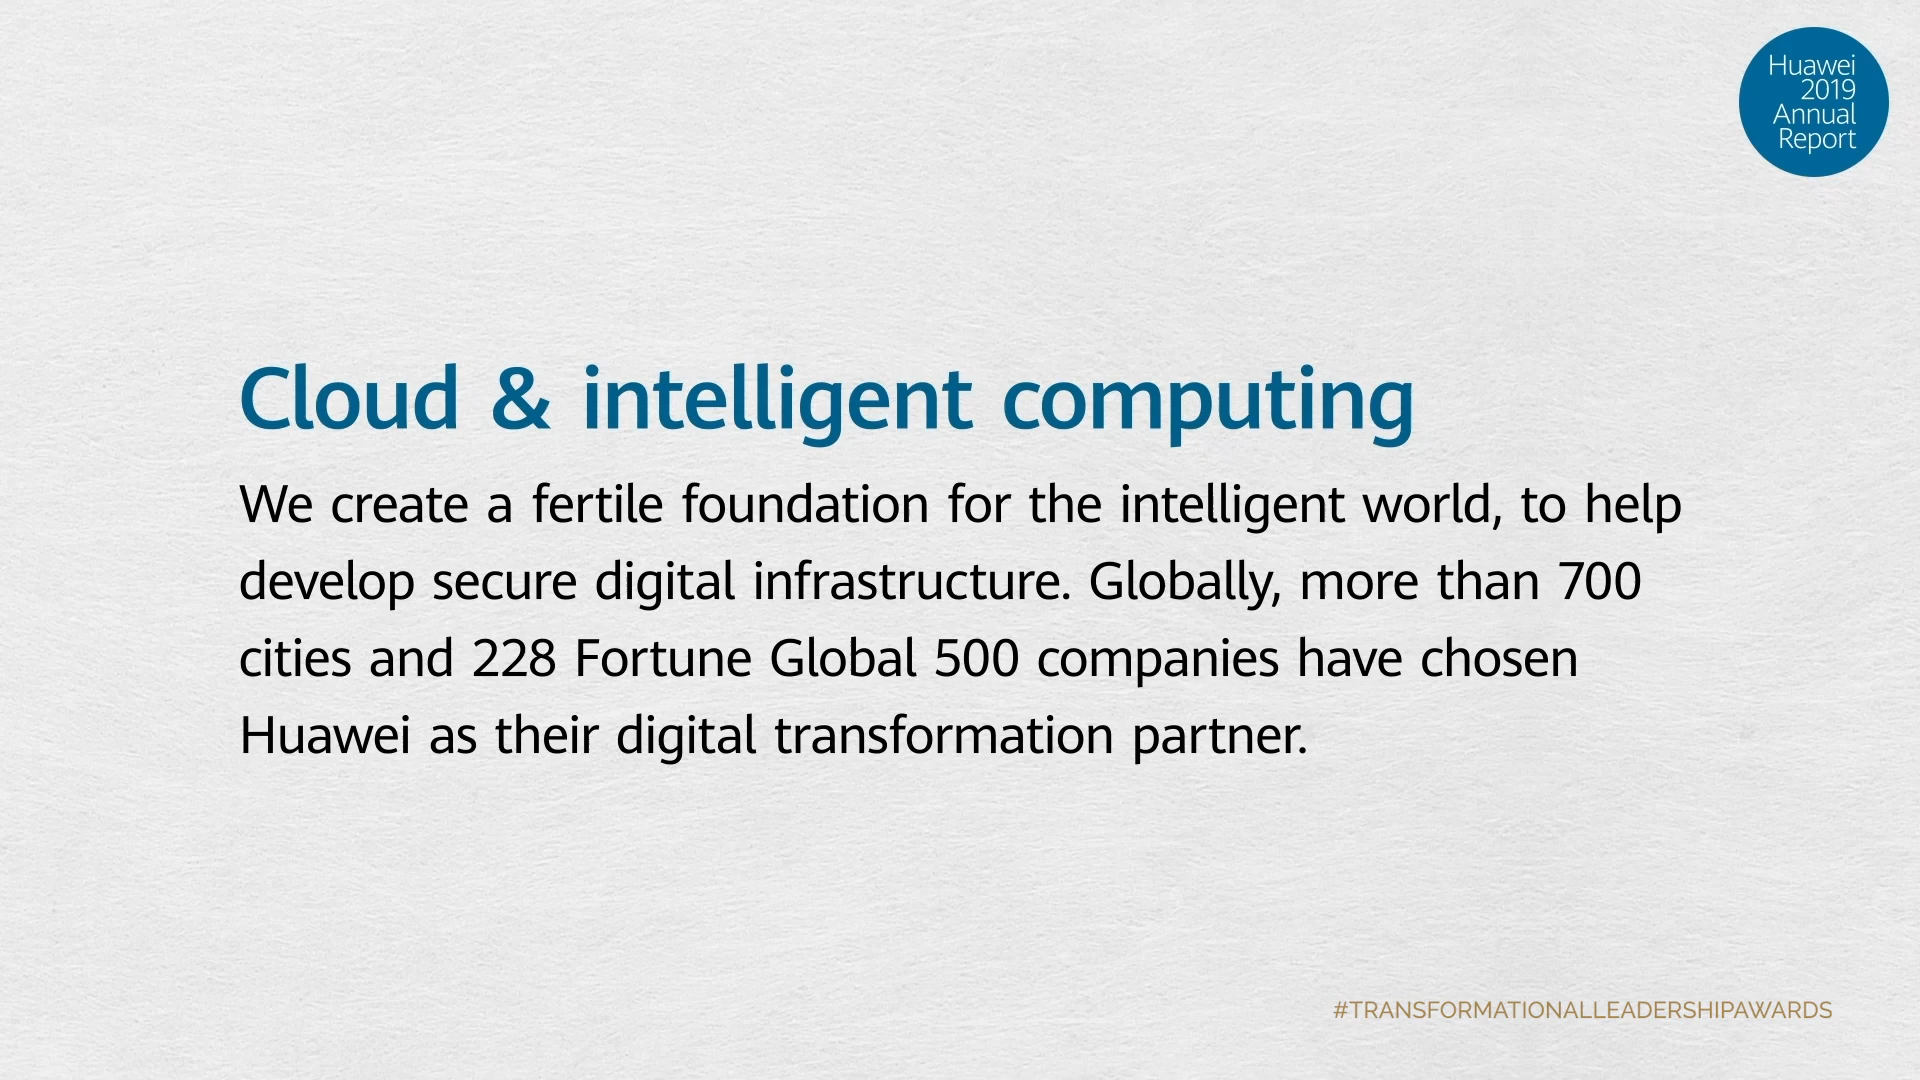 Huawei
2019
Annual
Report
Cloud & intelligent computing
We create a fertile foundation for the intelligent world, to help
develop secure digital infrastructure. Globally, more than 700
cities and 228 Fortune Global 500 companies have chosen
Huawei as their digital transformation partner.
#TRANSFORMATIONALLEADERSHIPAWARDS